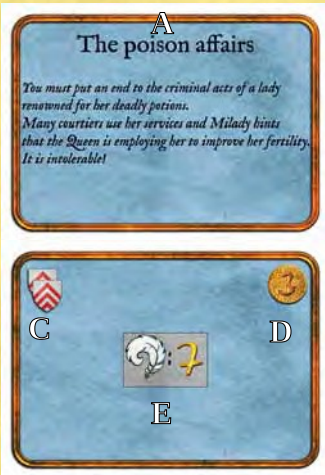 A
The poison affairs
You must put an end to the criminal acts of a lady
renowned for her deadly potions.
Many courtiers use her services and Milady hints
that the Queen is employing her to improve her fertility.
It is intolerable!
C
D
: 7
E